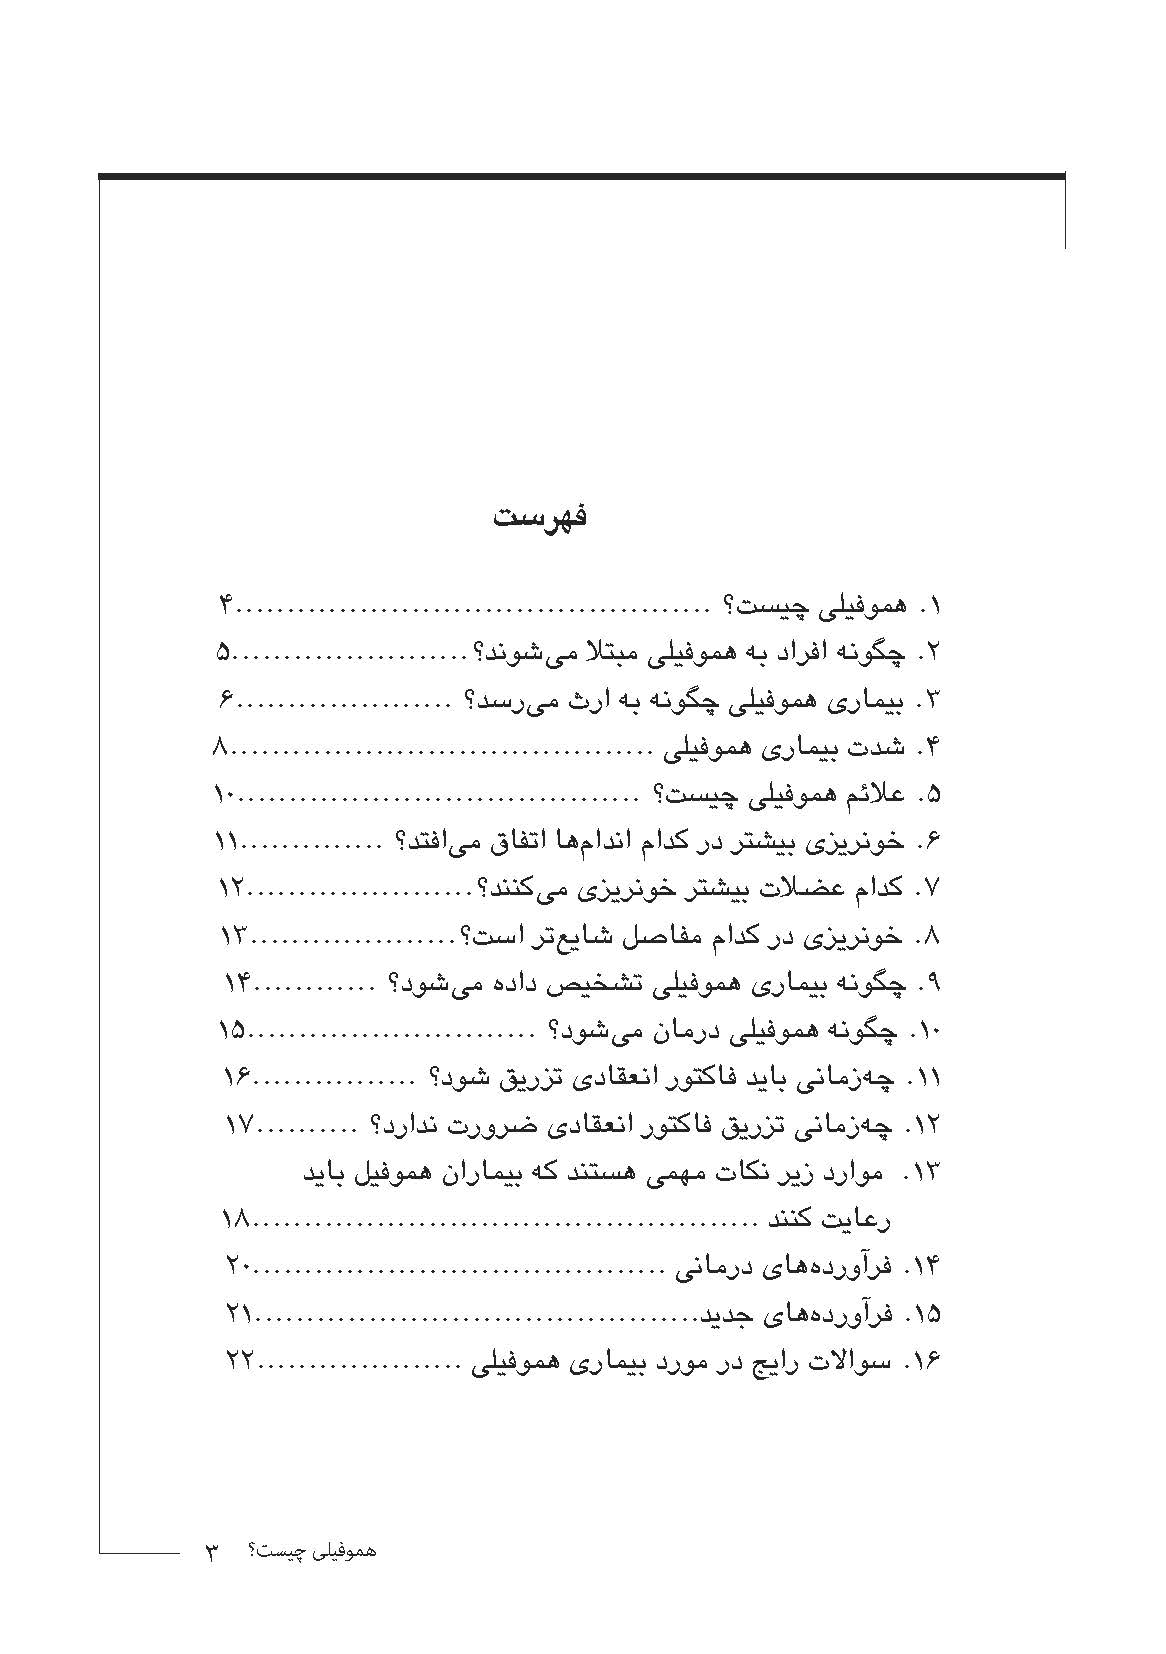 فهرست
۱. هموفیلی چیست؟ ..............................................۴
۲. چگونه افراد به هموفیلی مبتلا می‌شوند؟.......................۵
۳. بیماری هموفیلی چگونه به ارث می‌رسد؟ .....................۶
۴. شدت بیماری هموفیلی .........................................۸
۵. علائم هموفیلی چیست؟ .......................................۱۰
۶. خونریزی بیشتر در کدام اندام‌ها اتفاق می‌افتد؟ ..............۱۱
۷. کدام عضلات بیشتر خونریزی می‌کنند؟......................۱۲
۸. خونریزی در کدام مفاصل شایع‌تر است؟....................۱۳
۹. چگونه بیماری هموفیلی تشخیص داده می‌شود؟ ............۱۴
۱۰. چگونه هموفیلی درمان می‌شود؟ ............................۱۵
۱۱. چه‌زمانی باید فاکتور انعقادی تزریق شود؟ ................۱۶
۱۲. چه‌زمانی تزریق فاکتور انعقادی ضرورت ندارد؟ ..........۱۷
۱۳. موارد زیر نکات مهمی هستند که بیماران هموفیل باید
رعایت کنند .................................................۱۸
۱۴. فرآورده‌های درمانی ........................................۲۰
۱۵. فرآورده‌های جدید...........................................۲۱
۱۶. سوالات رایج در مورد بیماری هموفیلی ....................۲۲
هموفیلی چیست؟ ۳